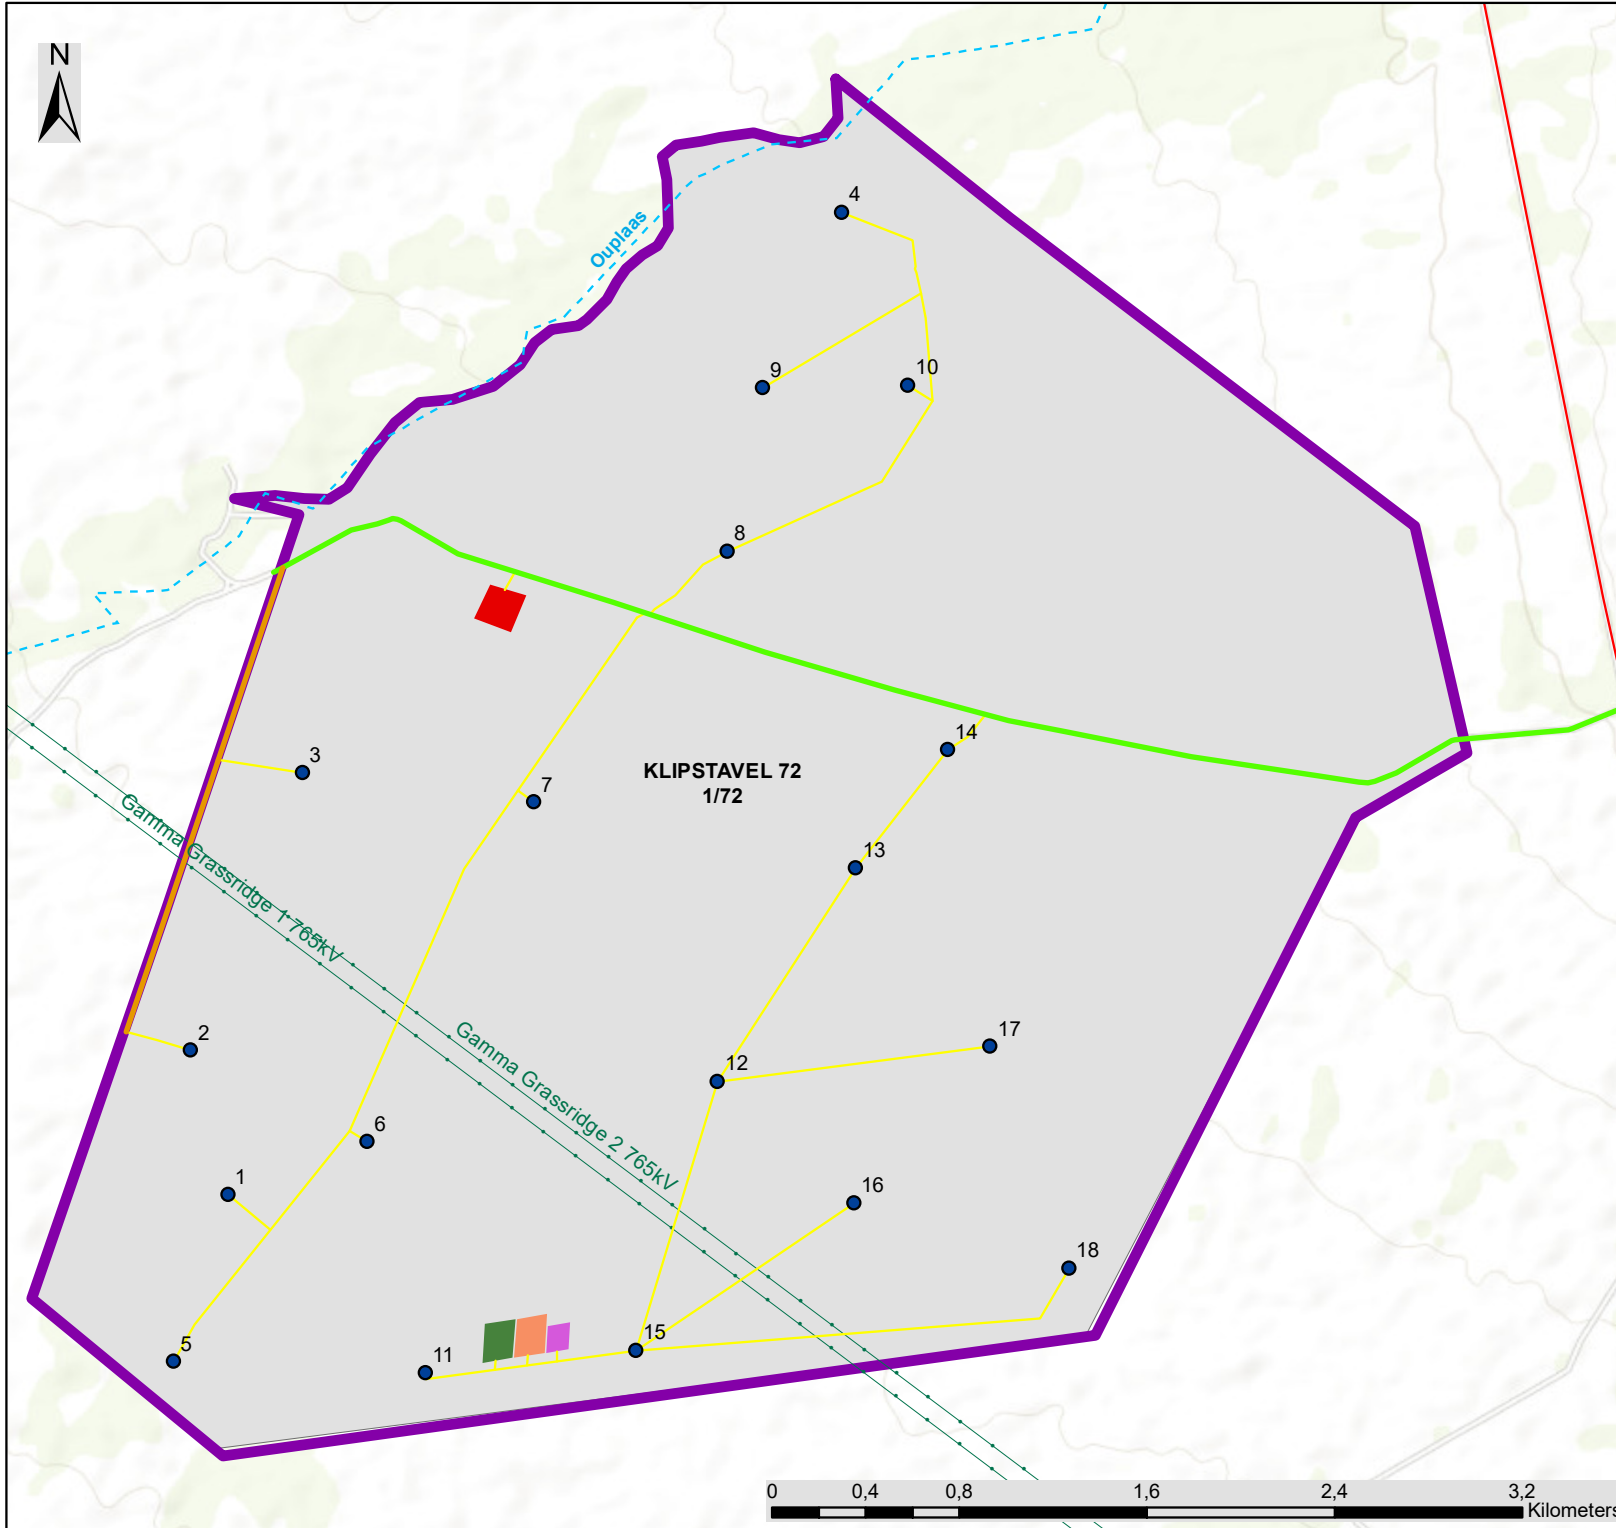 N
4
Ouplaas
9
10
8
14
3
KLIPSTAVEL 72
1/72
7
Gamma Grassridge 1 765kV
13
2
17
Gamma Grassridge 2 765kV
12
6
1
16
18
5
15
11
0 0,4 0,8 1,6 2,4 3,2
Kilometers